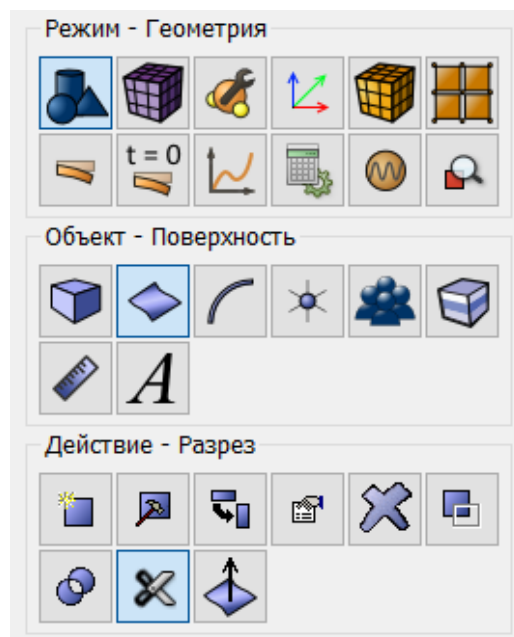 Режим - Геометрия
t = 0
Объект - Поверхность
A
Действие - Разрез